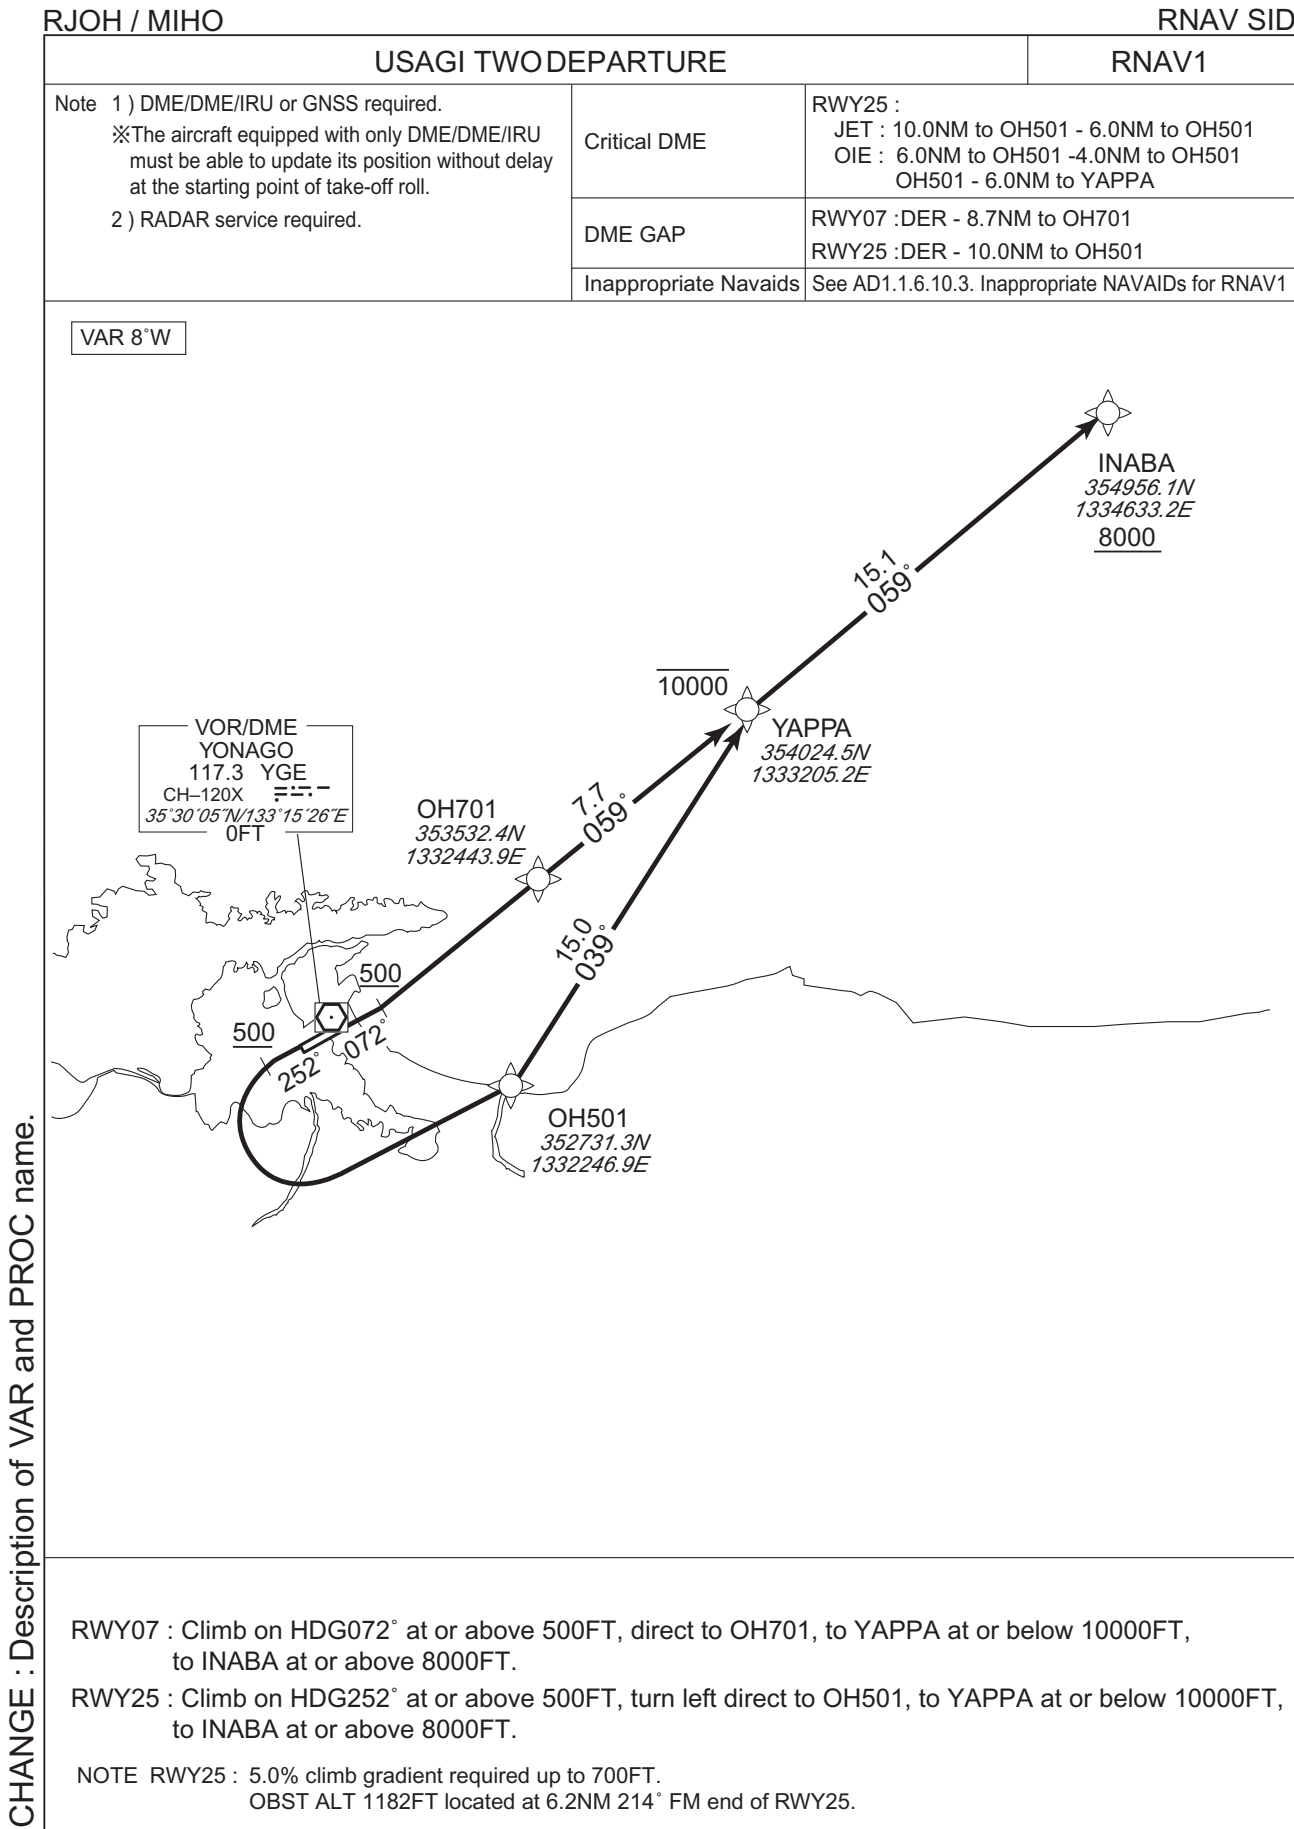 RJOH / MIHO
RNAV SID
USAGI TWO DEPARTURE
RNAV1
Note 1 ) DME/DME/IRU or GNSS required.
※The aircraft equipped with only DME/DME/IRU
must be able to update its position without delay
at the starting point of take-off roll.
2 ) RADAR service required.
Critical DME
RWY25 :
JET : 10.0NM to OH501 - 6.0NM to OH501
OIE : 6.0NM to OH501 -4.0NM to OH501
OH501 - 6.0NM to YAPPA
DME GAP
RWY07 :DER - 8.7NM to OH701
RWY25 :DER - 10.0NM to OH501
Inappropriate Navaids
See AD1.1.6.10.3. Inappropriate NAVAIDs for RNAV1
VAR 8°W
INABA
354956.1N
1334633.2E
8000
15.1
059°
10000
YAPPA
354024.5N
1333205.2E
VOR/DME
YONAGO
117.3 YGE
CH–120X
35°30´05˝N/133°15´26˝E
0FT
OH701
353532.4N
1332443.9E
7.7
059°
15.0
039°
500
500
072°
252°
OH501
352731.3N
1332246.9E
RWY07 : Climb on HDG072° at or above 500FT, direct to OH701, to YAPPA at or below 10000FT,
to INABA at or above 8000FT.
RWY25 : Climb on HDG252° at or above 500FT, turn left direct to OH501, to YAPPA at or below 10000FT,
to INABA at or above 8000FT.
NOTE RWY25 : 5.0% climb gradient required up to 700FT.
OBST ALT 1182FT located at 6.2NM 214° FM end of RWY25.
CHANGE : Description of VAR and PROC name.